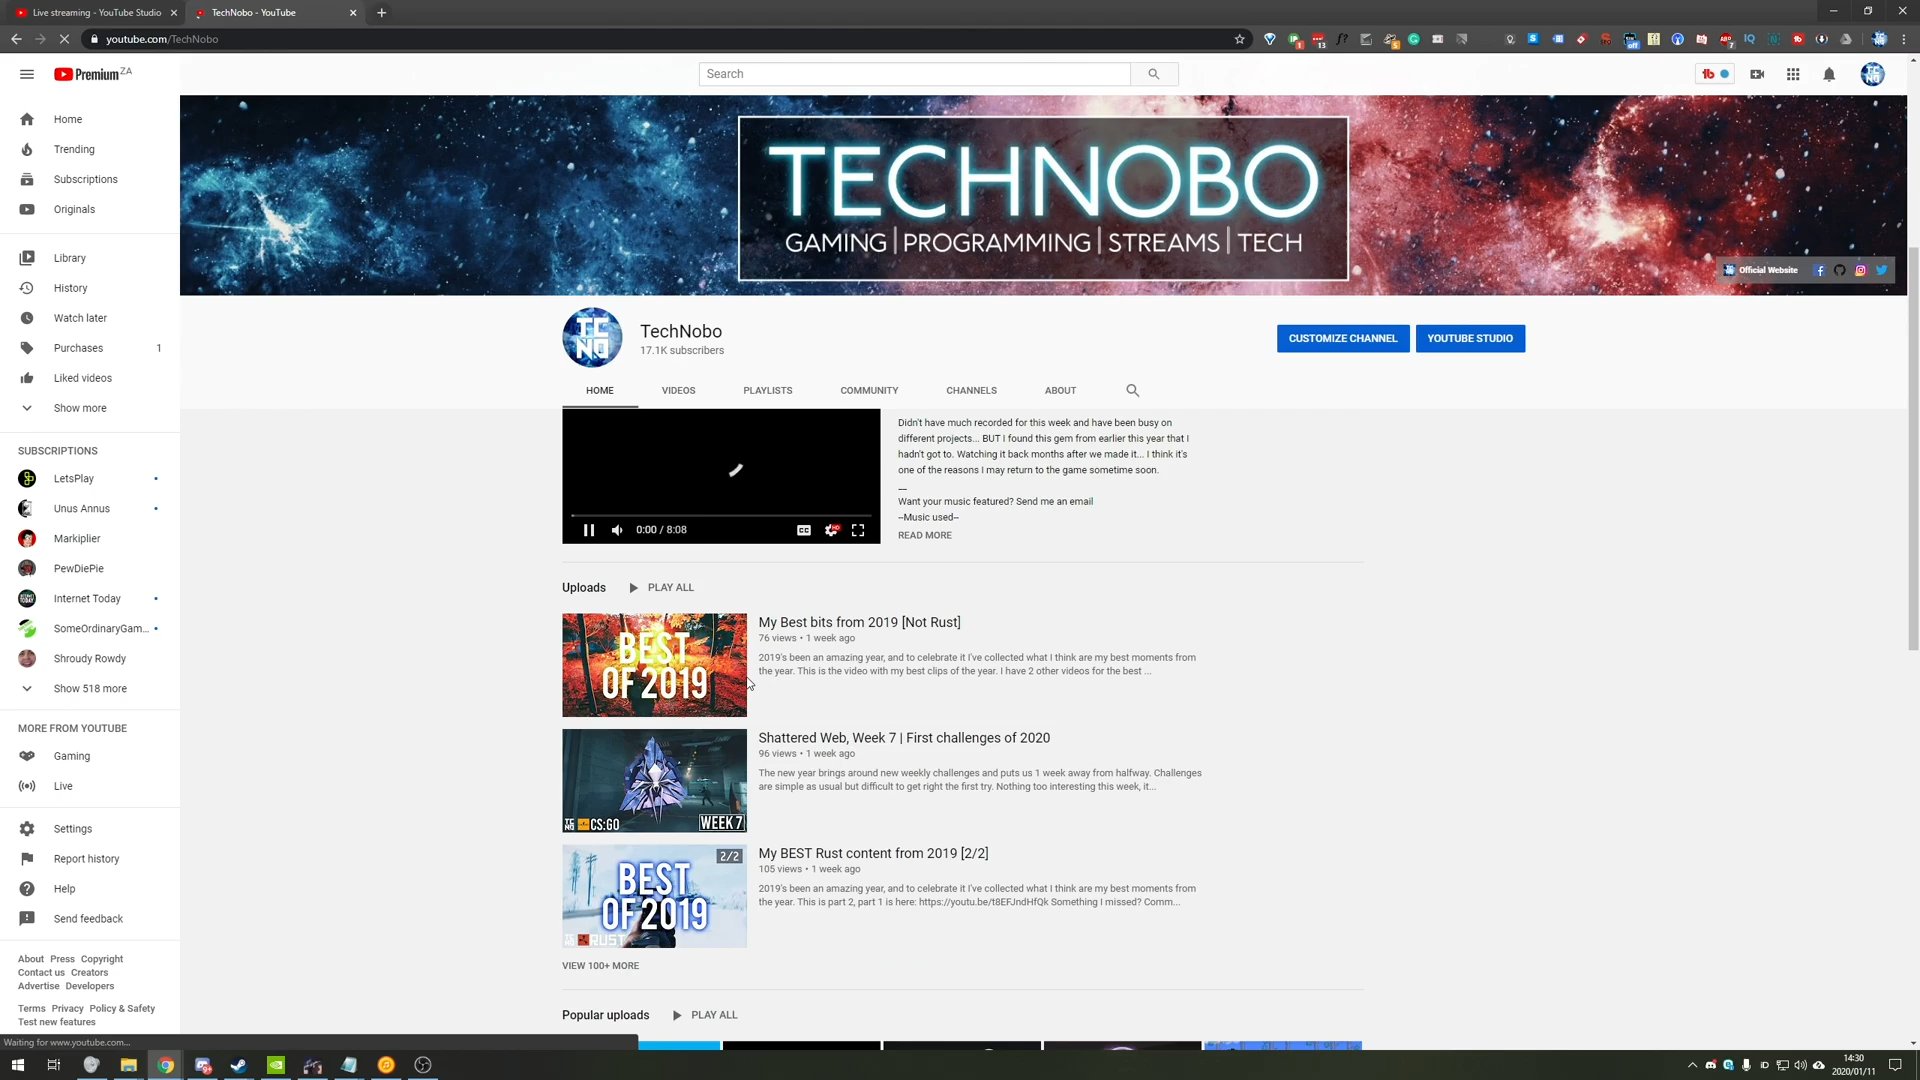 Live streaming - YouTube Studio
TechNobo - YouTube
youtube.com/TechNobo
Premium ZA
Search
Home
Trending
Subscriptions
Originals
Library
History
Watch later
Purchases 1
Liked videos
Show more
SUBSCRIPTIONS
LetsPlay
Unus Annus
Markiplier
PewDiePie
Internet Today
SomeOrdinaryGam...
Shroudy Rowdy
Show 518 more
MORE FROM YOUTUBE
Gaming
Live
Settings
Report history
Help
Send feedback
About Press Copyright
Contact us Creators
Advertise Developers
Terms Privacy Policy & Safety
Test new features
Waiting for www.youtube.com...
TECHNOBO
GAMING | PROGRAMMING | STREAMS | TECH
Official Website
TC
NO
TechNobo
17.1K subscribers
CUSTOMIZE CHANNEL
YOUTUBE STUDIO
HOME
VIDEOS
PLAYLISTS
COMMUNITY
CHANNELS
ABOUT
0:00 / 8:08
CC
HD
Didn't have much recorded for this week and have been busy on
different projects... BUT I found this gem from earlier this year that I
hadn't got to. Watching it back months after we made it... I think it's
one of the reasons I may return to the game sometime soon.
__
Want your music featured? Send me an email
--Music used--
READ MORE
Uploads
PLAY ALL
BEST
OF 2019
My Best bits from 2019 [Not Rust]
76 views • 1 week ago
2019's been an amazing year, and to celebrate it I've collected what I think are my best moments from
the year. This is the video with my best clips of the year. I have 2 other videos for the best ...
TC
NO
CS:GO
WEEK 7
Shattered Web, Week 7 | First challenges of 2020
96 views • 1 week ago
The new year brings around new weekly challenges and puts us 1 week away from halfway. Challenges
are simple as usual but difficult to get right the first try. Nothing too interesting this week, it...
2/2
BEST
OF 2019
TC
NO
RUST
My BEST Rust content from 2019 [2/2]
105 views • 1 week ago
2019's been an amazing year, and to celebrate it I've collected what I think are my best moments from
the year. This is part 2, part 1 is here: https://youtu.be/t8EFJndHfQk Something I missed? Comm...
VIEW 100+ MORE
Popular uploads
PLAY ALL
14:30
2020/01/11